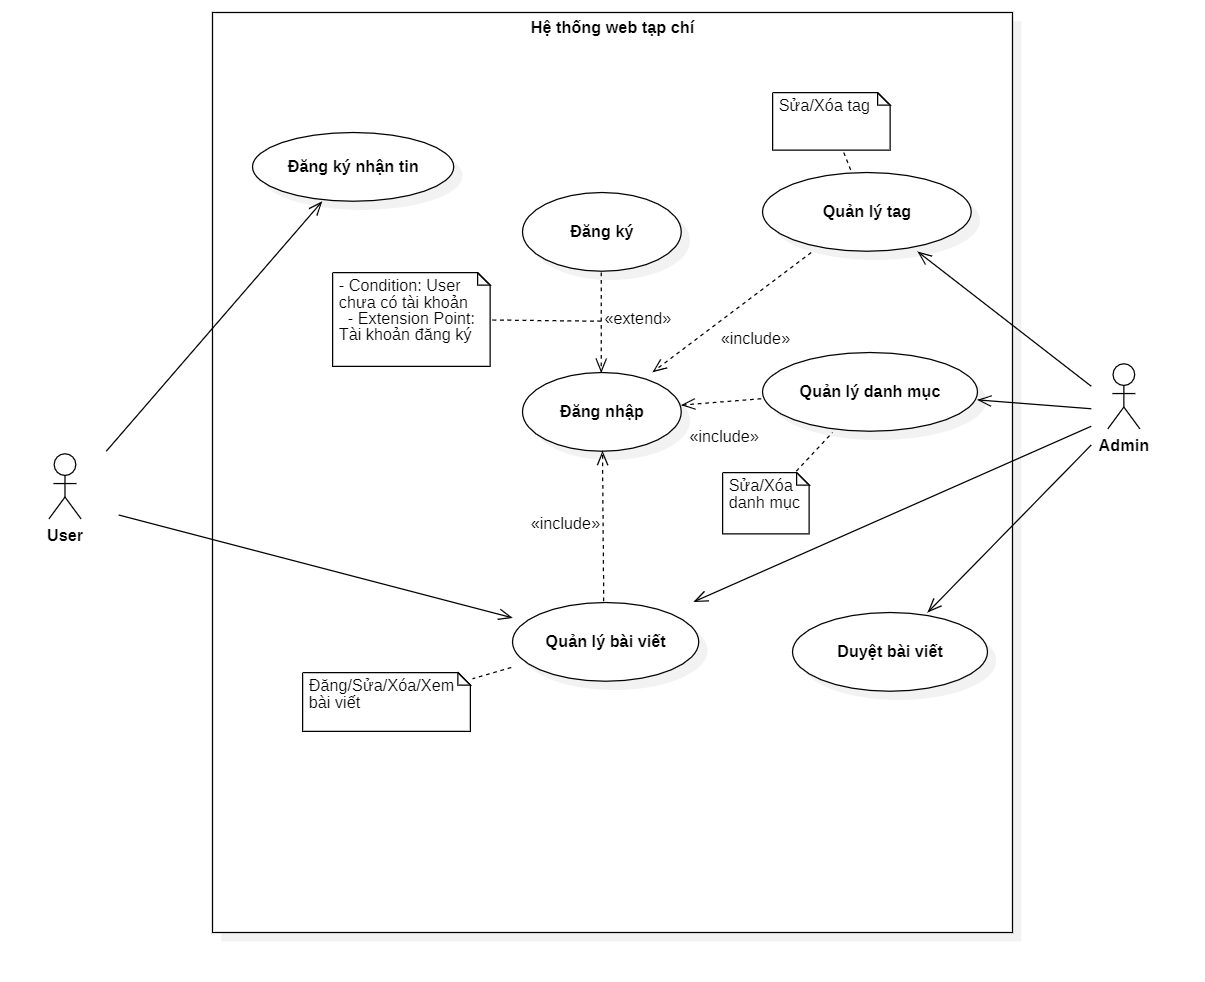 Hệ thống web tạp chí
Sửa/Xóa tag
Đăng ký nhận tin
Quản lý tag
Đăng ký
- Condition: User
chưa có tài khoản
- Extension Point:
Tài khoản đăng ký
«extend»
«include»
Đăng nhập
Quản lý danh mục
«include»
Admin
Sửa/Xóa
danh mục
«include»
User
Quản lý bài viết
Duyệt bài viết
Đăng/Sửa/Xóa/Xem
bài viết